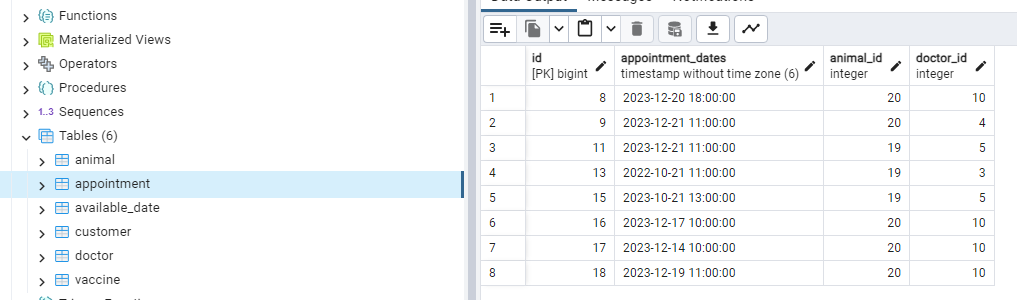 Functions
Materialized Views
Operators
Procedures
1..3 Sequences
Tables (6)
animal
appointment
available_date
customer
doctor
vaccine
id appointment_dates animal_id doctor_id
[PK] bigint timestamp without time zone (6) integer integer
1 8 2023-12-20 18:00:00 20 10
2 9 2023-12-21 11:00:00 20 4
3 11 2023-12-21 11:00:00 19 5
4 13 2022-10-21 11:00:00 19 3
5 15 2023-10-21 13:00:00 19 5
6 16 2023-12-17 10:00:00 20 10
7 17 2023-12-14 10:00:00 20 10
8 18 2023-12-19 11:00:00 20 10